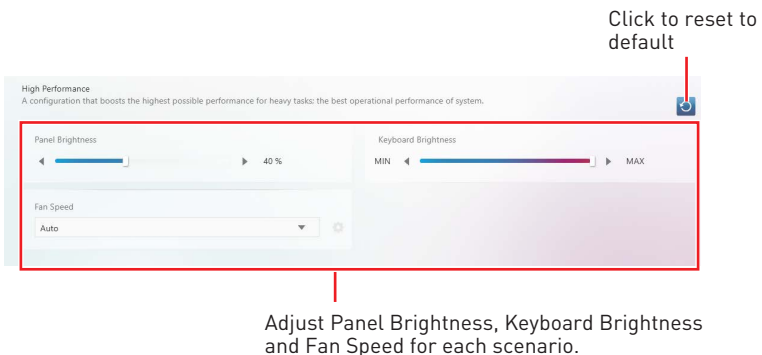 Click to reset to
default
High Performance
A configuration that boosts the highest possible performance for heavy tasks: the best operational performance of system.
Panel Brightness
40 %
Keyboard Brightness
MIN
MAX
Fan Speed
Auto
Adjust Panel Brightness, Keyboard Brightness
and Fan Speed for each scenario.